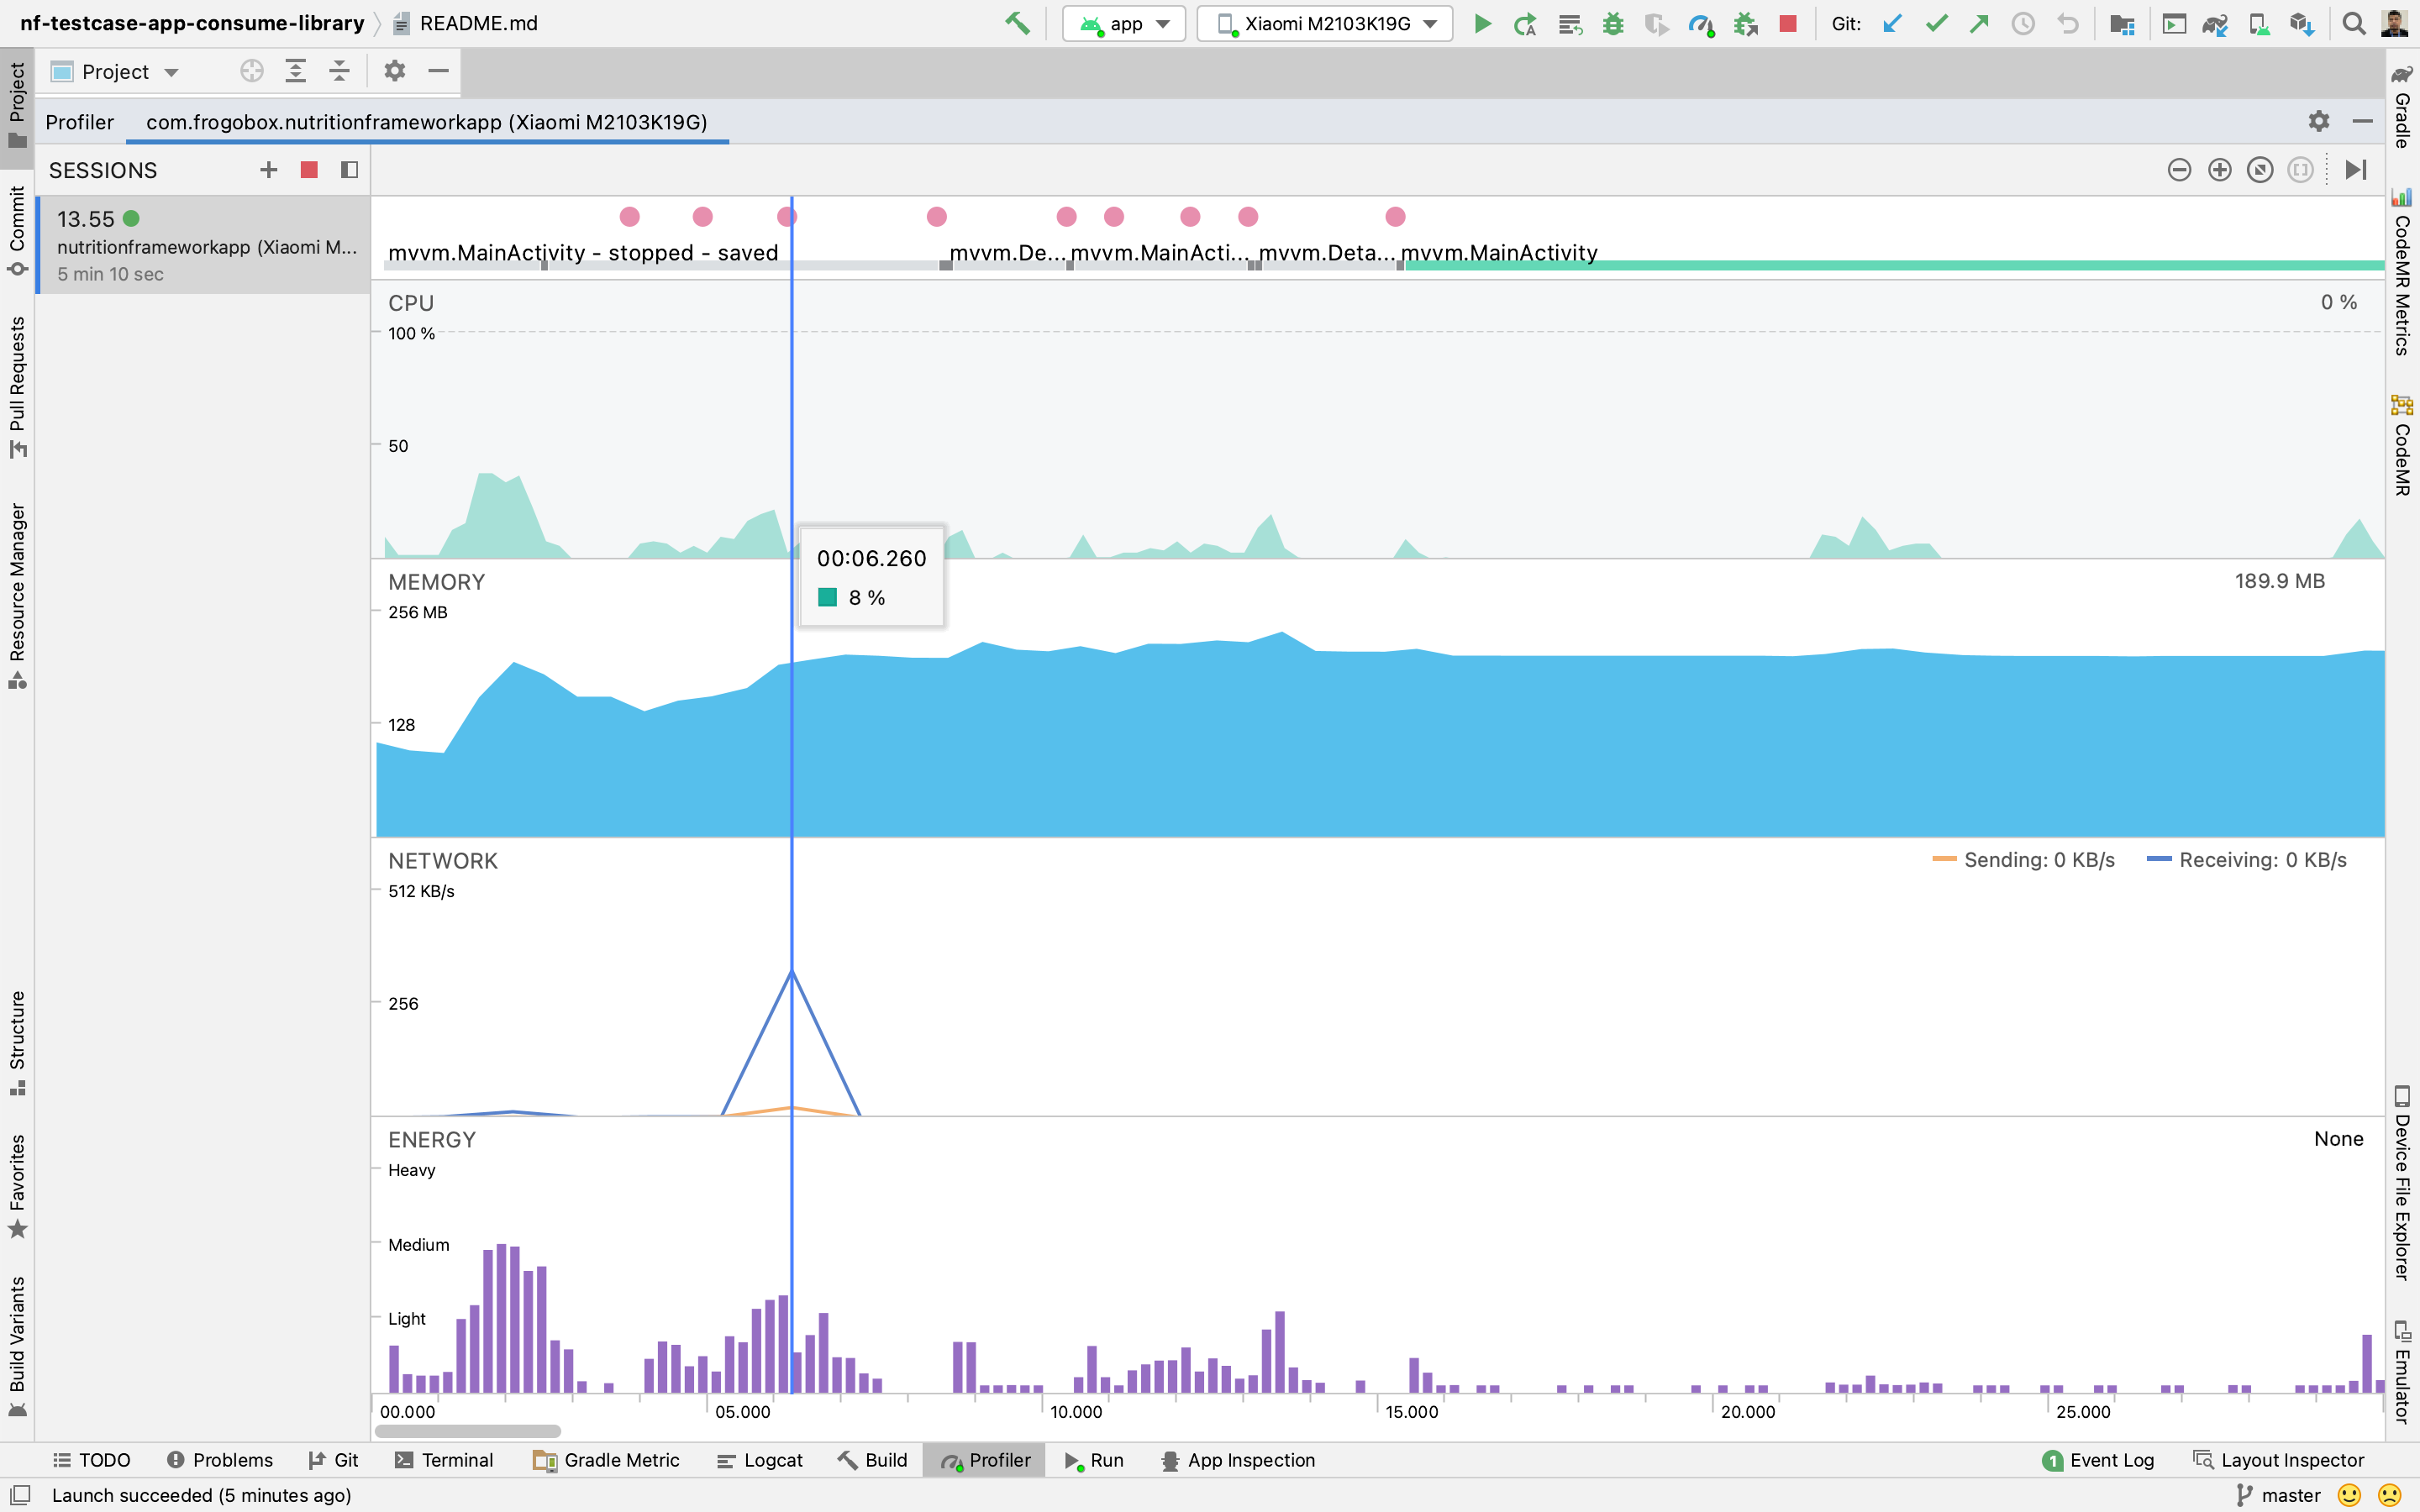 nf-testcase-app-consume-library
README.md
app
Xiaomi M2103K19G
Git:
Project
Profiler
com.frogobox.nutritionframeworkapp (Xiaomi M2103K19G)
SESSIONS
13.55
nutritionframeworkapp (Xiaomi M...
5 min 10 sec
mvvm.MainActivity - stopped - saved
mvvm.De...
mvvm.MainActi...
mvvm.Deta...
mvvm.MainActivity
CPU
0 %
100 %
50
00:06.260
8 %
MEMORY
189.9 MB
256 MB
128
NETWORK
Sending: 0 KB/s
Receiving: 0 KB/s
512 KB/s
256
ENERGY
None
Heavy
Medium
Light
00.000
05.000
10.000
15.000
20.000
25.000
Project
Commit
Pull Requests
Resource Manager
Structure
Favorites
Build Variants
Gradle
CodeMR Metrics
CodeMR
Device File Explorer
Emulator
TODO
Problems
Git
Terminal
Gradle Metric
Logcat
Build
Profiler
Run
App Inspection
1
Event Log
Layout Inspector
Launch succeeded (5 minutes ago)
master